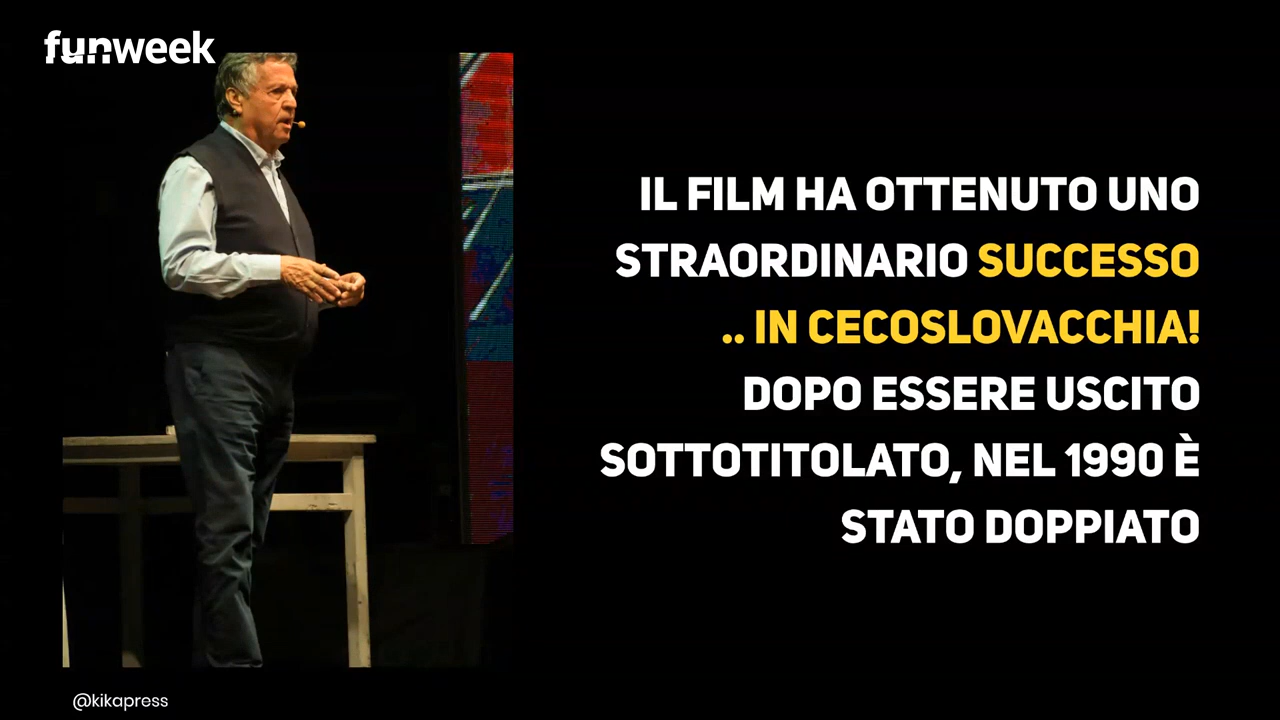 funweek
IL FILM HA OTTENUTO UNO
STRAORDINARIO SUCCESSO
.. IN CECOSLOVACCHIA!
DOPO ESSERE USCITO
SOTTOTITOLATO, NEL 1990 È
STATO DOPPIATO
@kikapress